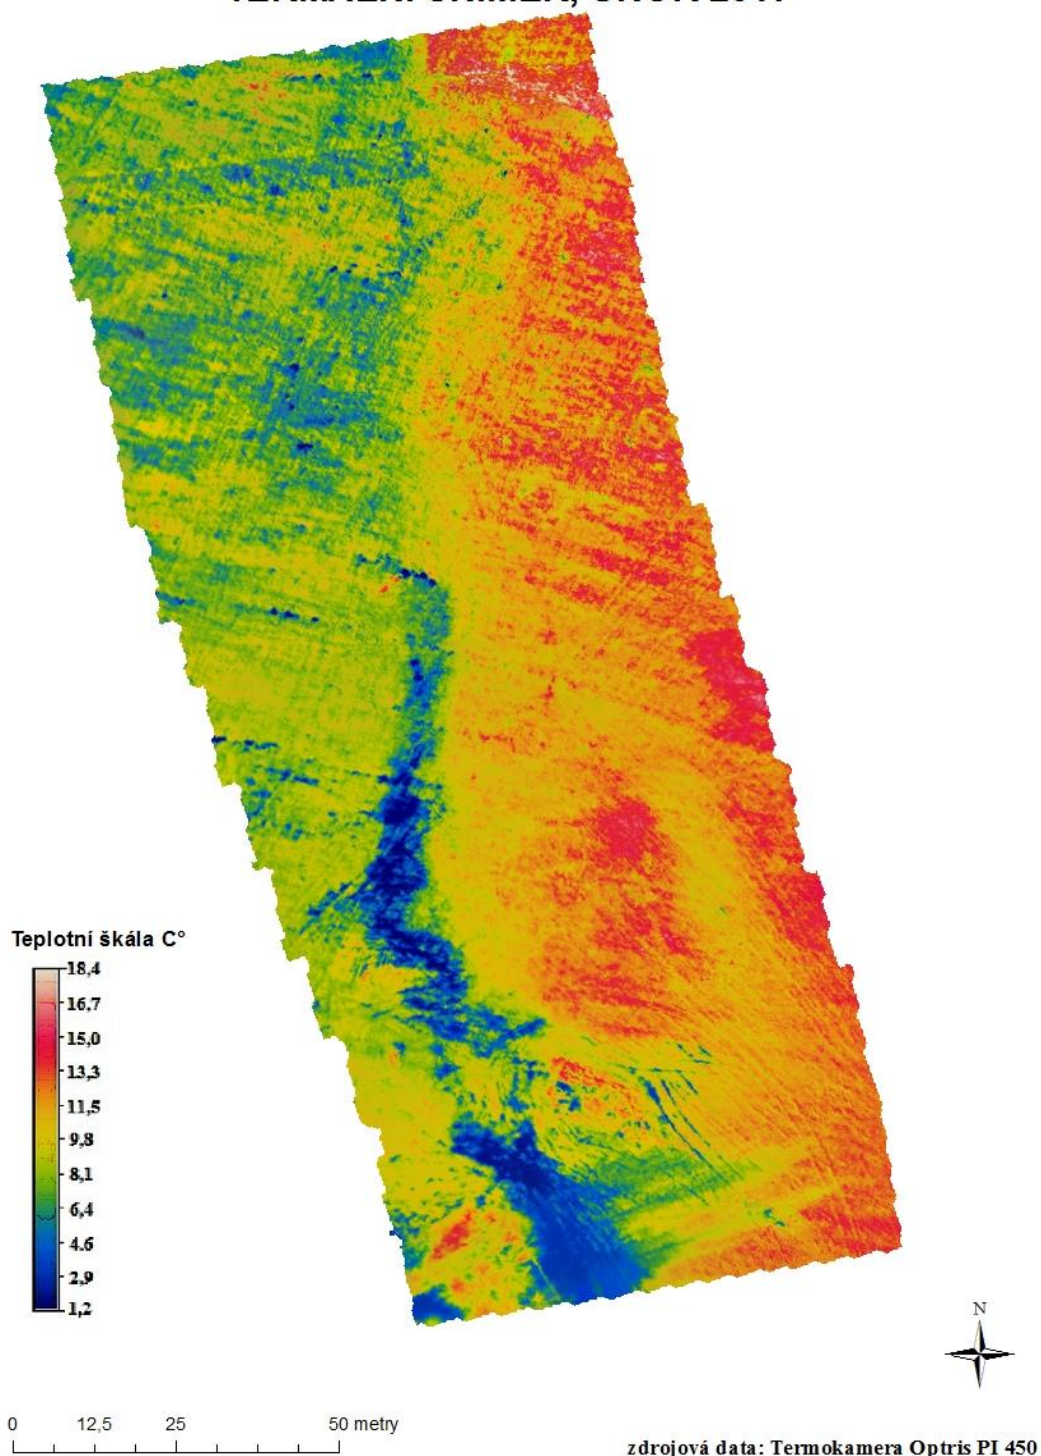 Teplotní škála C°
18,4
16,7
15,0
13,3
11,5
9,8
8,1
6,4
4,6
2,9
1,2
N
0 12,5 25 50 metry
zdrojová data: Termokamera Optris PI 450